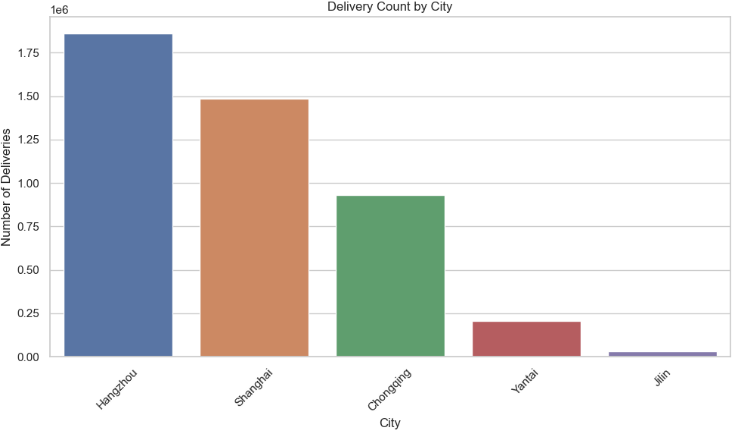 Delivery Count by City
1e6
Number of Deliveries
1.75
1.50
1.25
1.00
0.75
0.50
0.25
0.00
Hangzhou
Shanghai
Chongqing
Yantai
Jilin
City